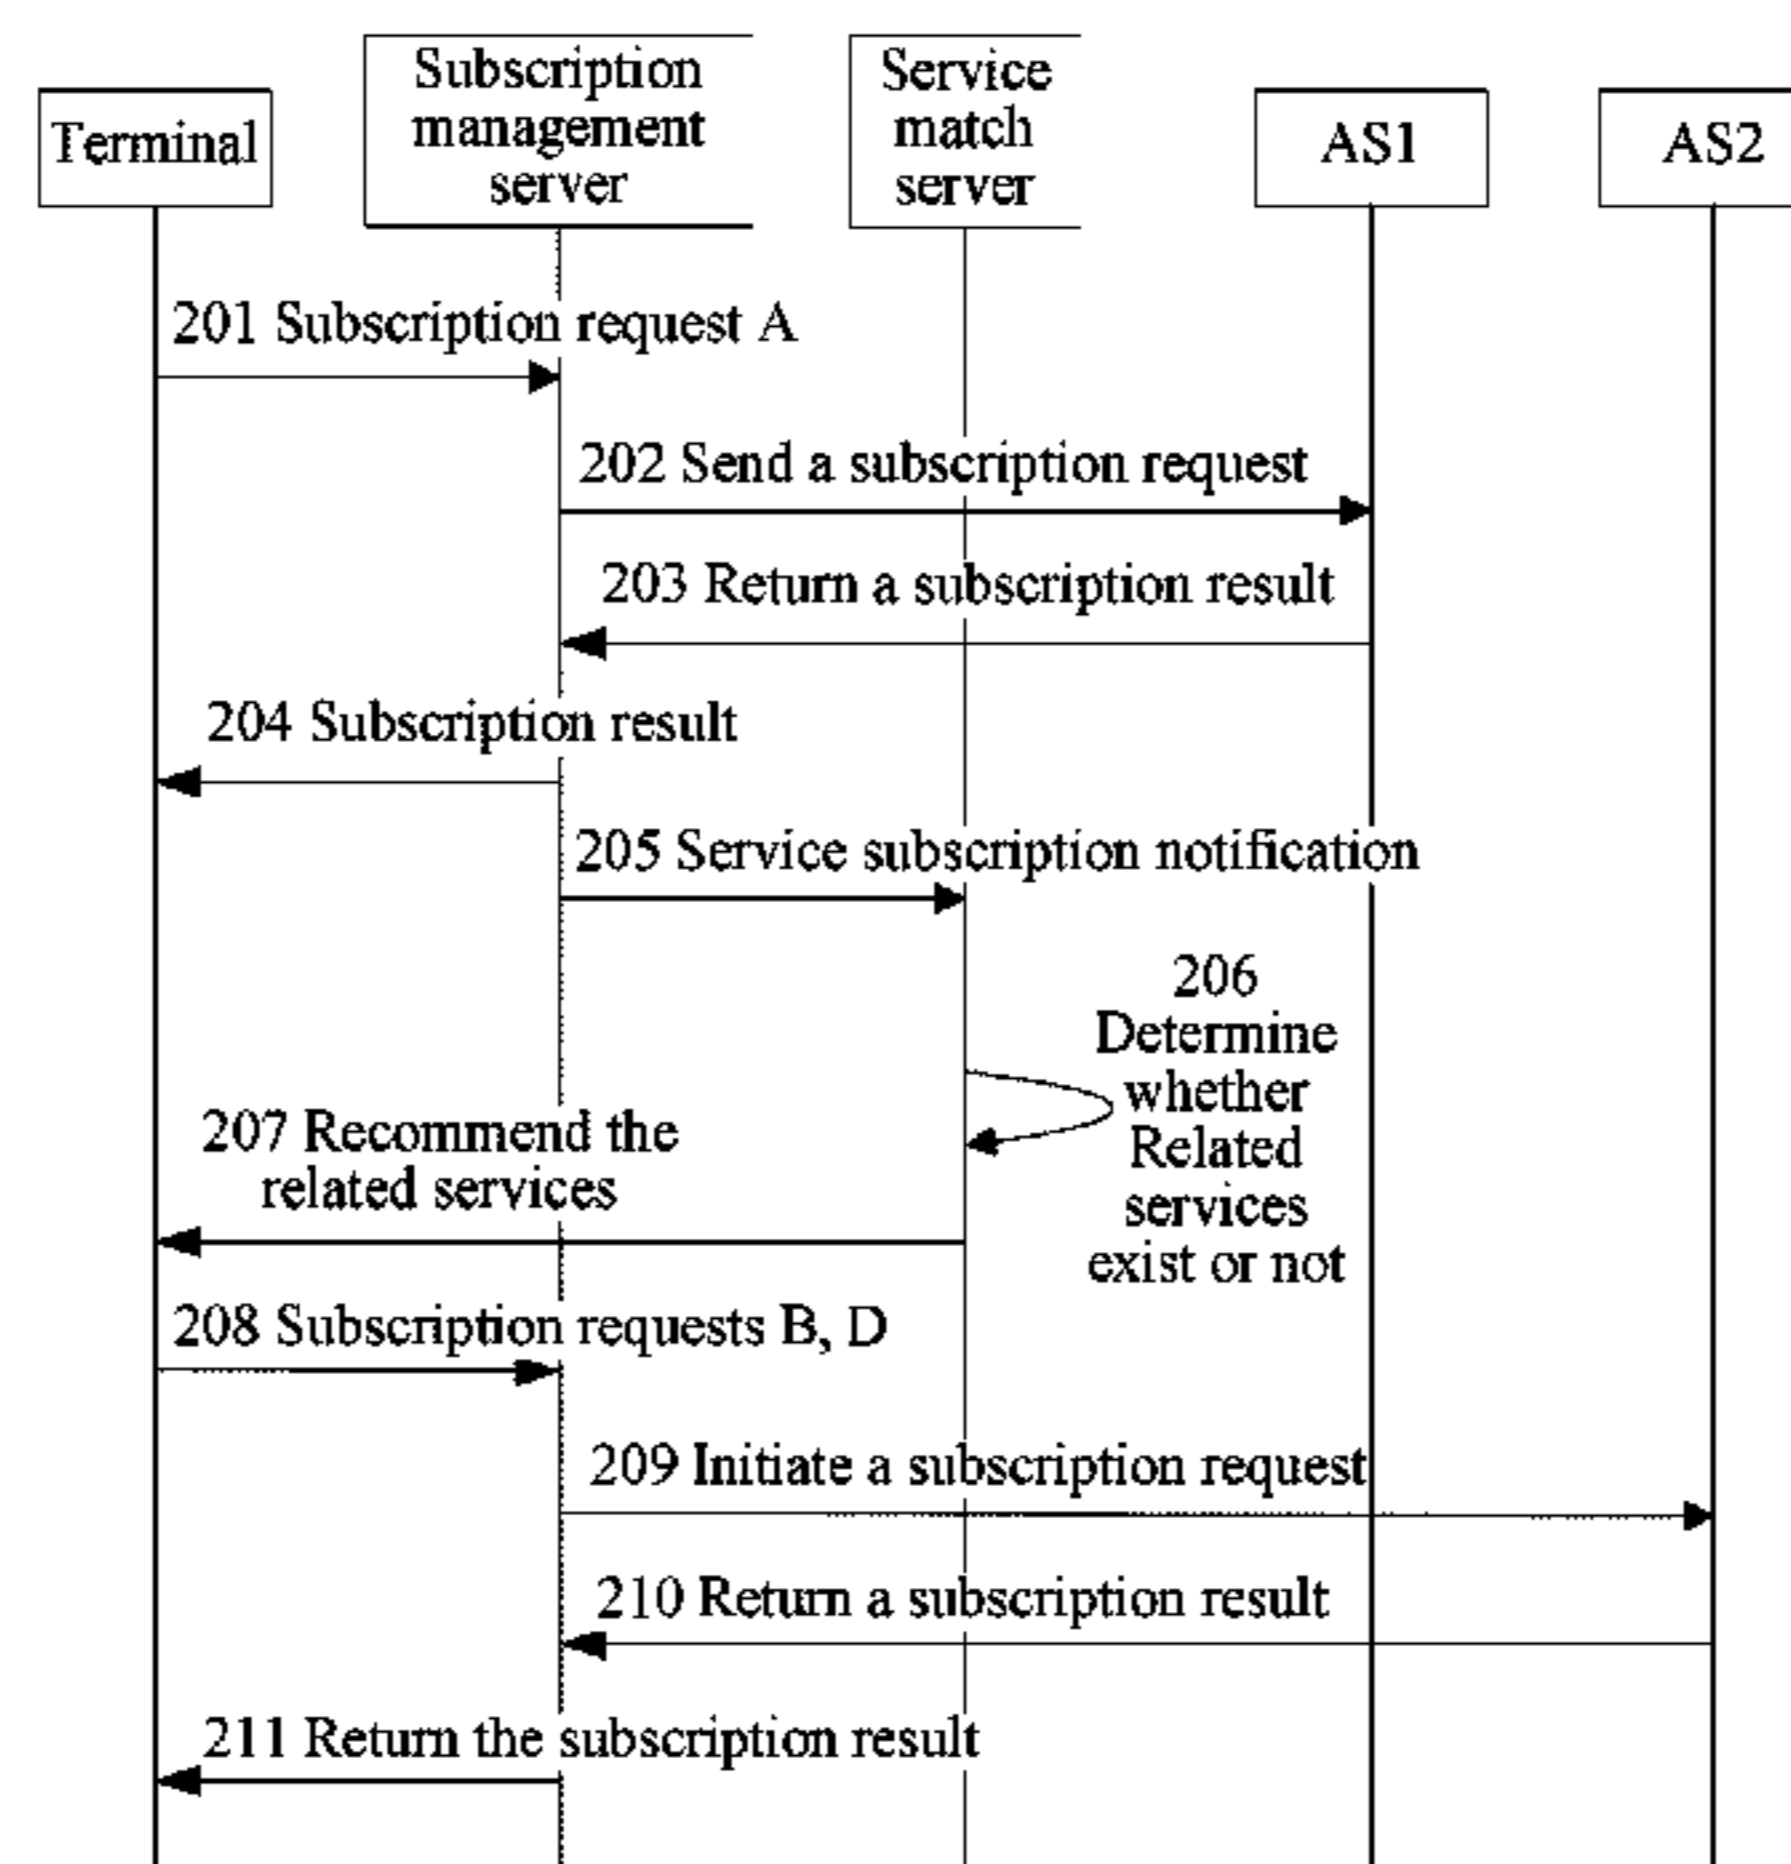 Terminal
Subscription
management
server
Service
match
server
AS1
AS2
201 Subscription request A
202 Send a subscription request
203 Return a subscription result
204 Subscription result
205 Service subscription notification
206
Determine
whether
Related
services
exist or not
207 Recommend the
related services
208 Subscription requests B, D
209 Initiate a subscription request
210 Return a subscription result
211 Return the subscription result